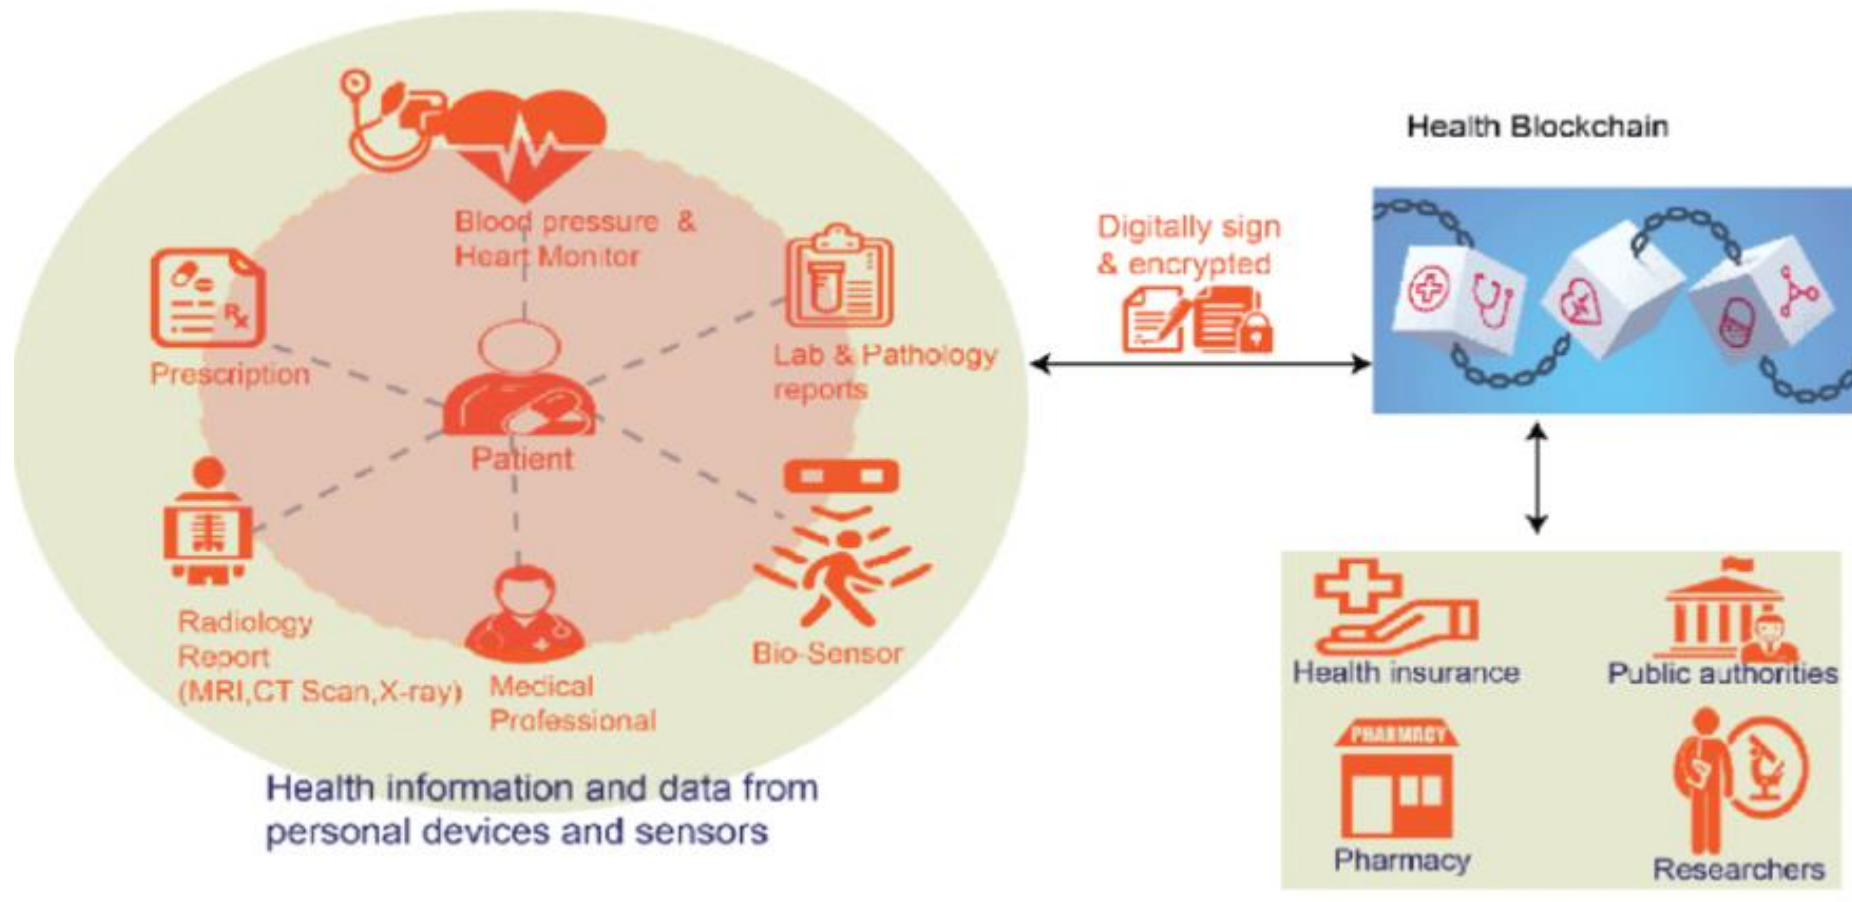 Health Blockchain
Blood pressure &
Heart Monitor
Digitally sign
& encrypted
Prescription
Rx
Lab & Pathology
reports
Patient
Radiology
Report
(MRI,CT Scan,X-ray)
Medical
Professional
Bio-Sensor
Health information and data from
personal devices and sensors
Health insurance
Public authorities
PHARMACY
Pharmacy
Researchers